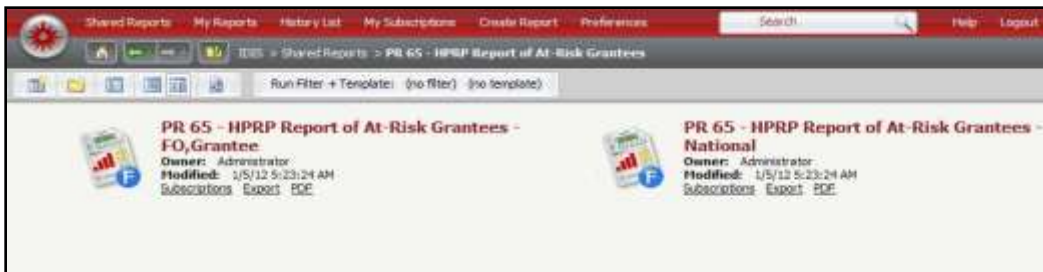 Shared Reports My Reports History List My Subscriptions Create Report Preferences Search Help Logout
IDIS > Shared Reports > PR 65 - HPRP Report of At-Risk Grantees
Run Filter + Template: (no filter) (no template)
PR 65 - HPRP Report of At-Risk Grantees -
FO,Grantee
Owner: Administrator
Modified: 1/5/12 5:23:24 AM
Subscriptions Export PDF
PR 65 - HPRP Report of At-Risk Grantees -
National
Owner: Administrator
Modified: 1/5/12 5:23:24 AM
Subscriptions Export PDF